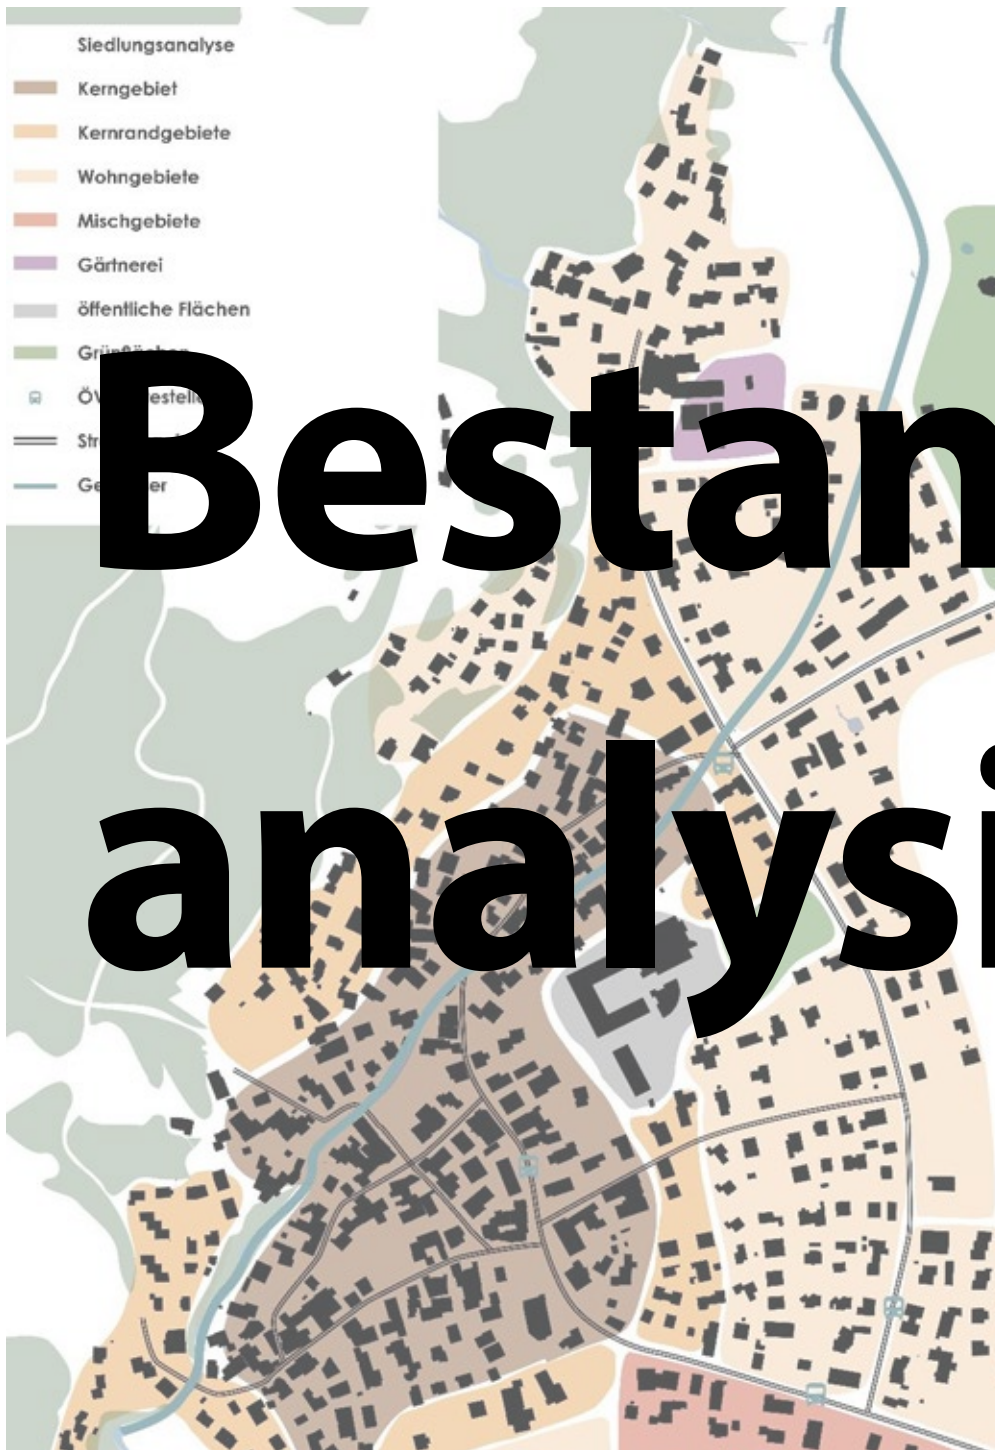 Siedlungsanalyse
Kerngebiet
Kernrandgebiete
Wohngebiete
Mischgebiete
Gärtnerei
öffentliche Flächen
Bestan
analysi